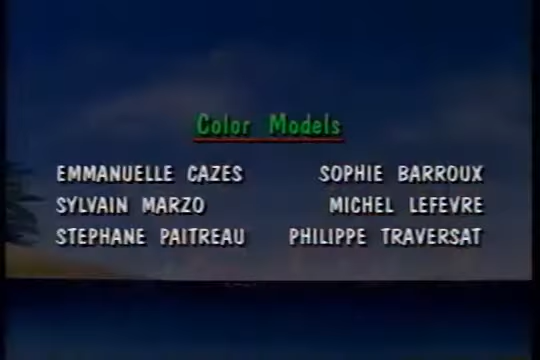 Color Models
EMMANUELLE CAZES SOPHIE BARROUX
SYLVAIN MARZO MICHEL LEFEVRE
STEPHANE PAITREAU PHILIPPE TRAVERSAT